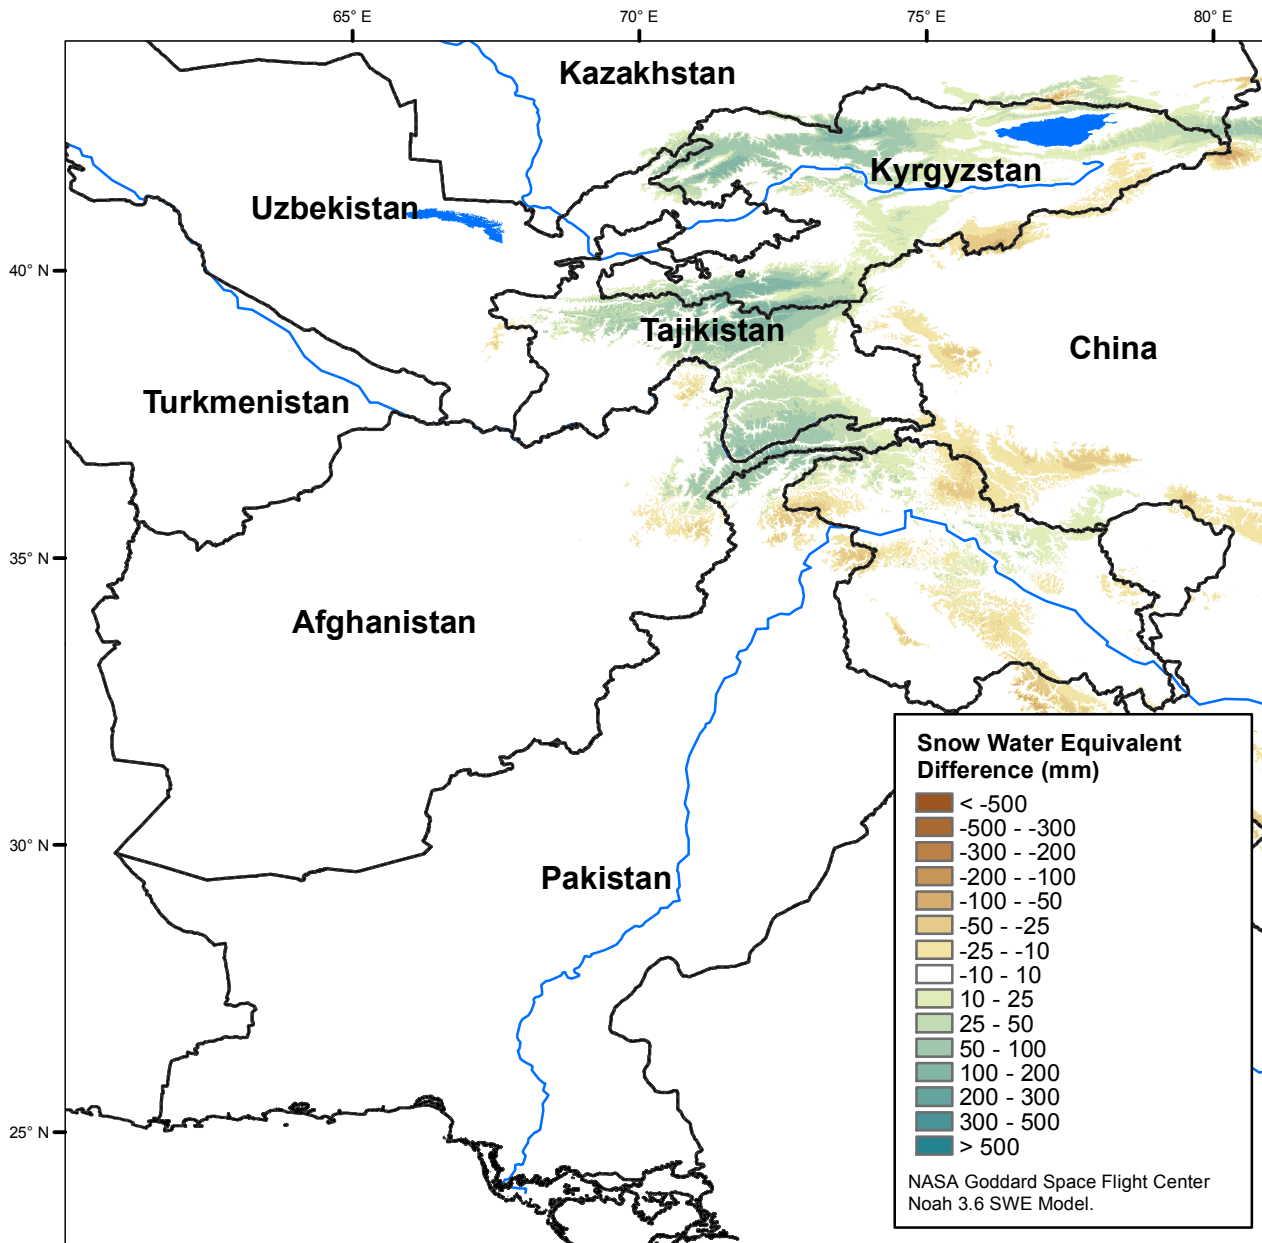 65° E
70° E
75° E
80° E
Kazakhstan
Kyrgyzstan
Uzbekistan
40° N
Tajikistan
China
Turkmenistan
35° N
Afghanistan
30° N
Pakistan
25° N
Snow Water Equivalent
Difference (mm)
< -500
-500 - -300
-300 - -200
-200 - -100
-100 - -50
-50 - -25
-25 - -10
-10 - 10
10 - 25
25 - 50
50 - 100
100 - 200
200 - 300
300 - 500
> 500
NASA Goddard Space Flight Center
Noah 3.6 SWE Model.